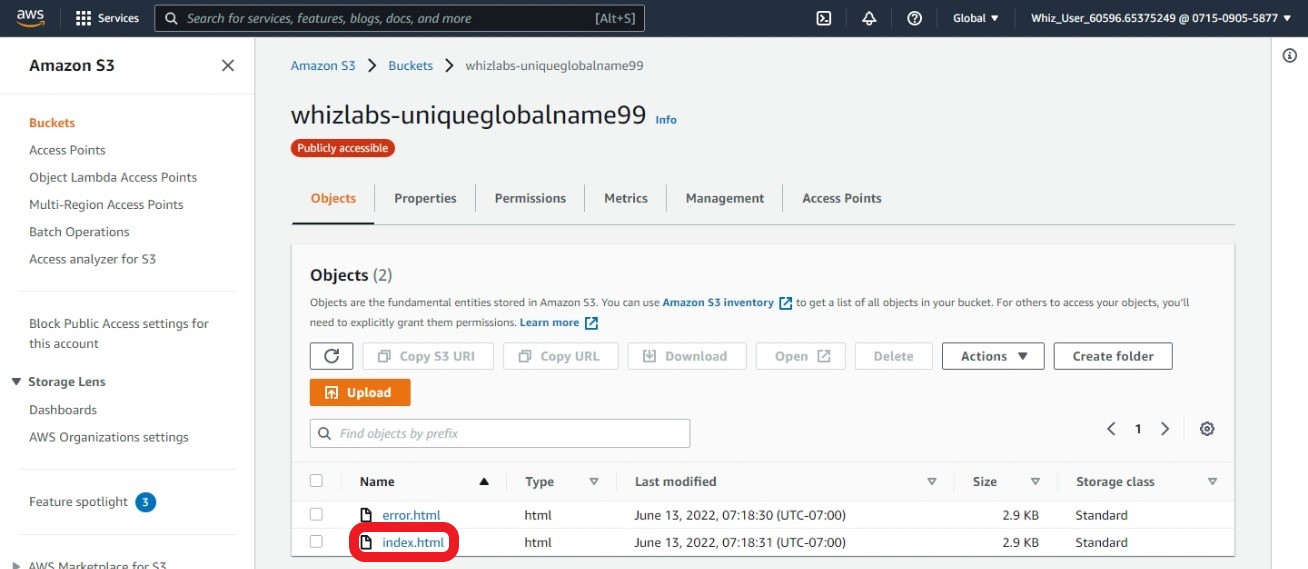 aws
Services
Search for services, features, blogs, docs, and more
[Alt+S]
Global
Whiz_User_60596.65375249 @ 0715-0905-5877
Amazon S3
Buckets
Access Points
Object Lambda Access Points
Multi-Region Access Points
Batch Operations
Access analyzer for S3
Block Public Access settings for
this account
Storage Lens
Dashboards
AWS Organizations settings
Feature spotlight 3
AWS Marketplace for S3
Amazon S3 > Buckets > whizlabs-uniqueglobalname99
whizlabs-uniqueglobalname99 Info
Publicly accessible
Objects Properties Permissions Metrics Management Access Points
Objects (2)
Objects are the fundamental entities stored in Amazon S3. You can use Amazon S3 inventory to get a list of all objects in your bucket. For others to access your objects, you'll
need to explicitly grant them permissions. Learn more
Copy S3 URI Copy URL Download Open Delete Actions Create folder
Upload
Find objects by prefix
1
Name Type Last modified Size Storage class
error.html html June 13, 2022, 07:18:30 (UTC-07:00) 2.9 KB Standard
index.html html June 13, 2022, 07:18:31 (UTC-07:00) 2.9 KB Standard